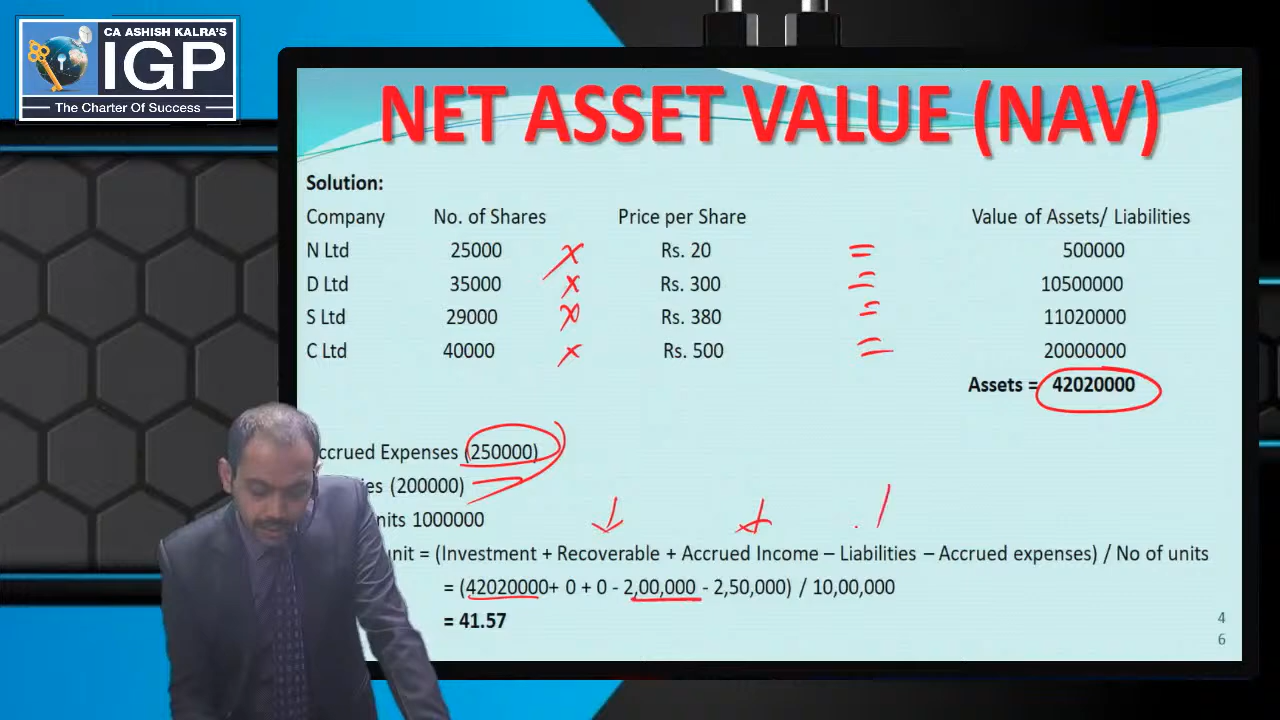 CA ASHISH KALRA'S
IGP
The Charter Of Success
NET ASSET VALUE (NAV)
Solution:
Company No. of Shares Price per Share Value of Assets/ Liabilities
N Ltd 25000 x Rs. 20 = 500000
D Ltd 35000 x Rs. 300 = 10500000
S Ltd 29000 x Rs. 380 = 11020000
C Ltd 40000 x Rs. 500 = 20000000
Assets = 42020000
Expenses (250000)
(200000)
1000000
= (Investment + Recoverable + Accrued Income – Liabilities – Accrued expenses) / No of units
= (42020000+ 0 + 0 - 2,00,000 - 2,50,000) / 10,00,000
= 41.57
4
6